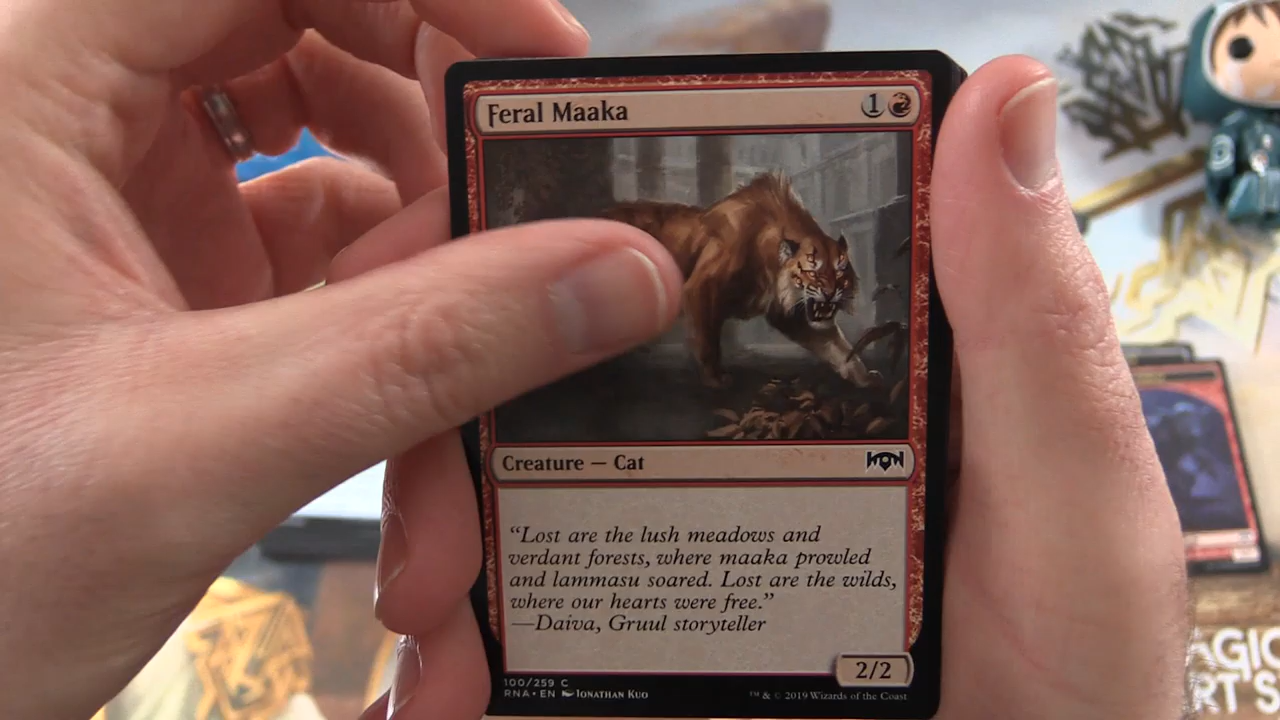 Feral Maaka 1
Creature — Cat
“Lost are the lush meadows and
verdant forests, where maaka prowled
and lammasu soared. Lost are the wilds,
where our hearts were free.”
—Daiva, Gruul storyteller
2/2
100/259 C
RNA • EN Jonathan Kuo
™ & © 2019 Wizards of the Coast